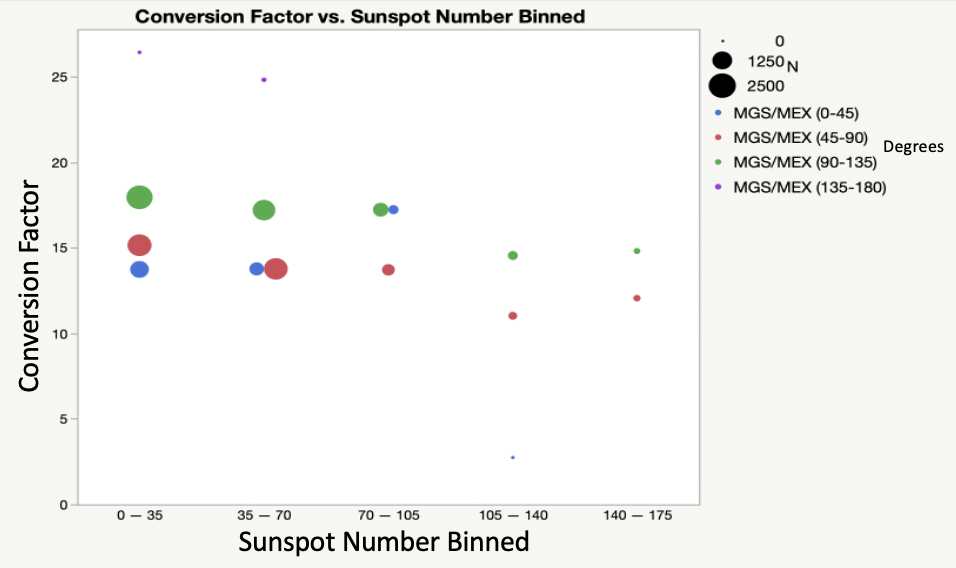 Conversion Factor vs. Sunspot Number Binned
Conversion Factor
25
20
15
10
5
0
0 — 35
35 — 70
70 — 105
105 — 140
140 — 175
Sunspot Number Binned
0
1250
N
2500
MGS/MEX (0-45)
MGS/MEX (45-90)
MGS/MEX (90-135)
MGS/MEX (135-180)
Degrees